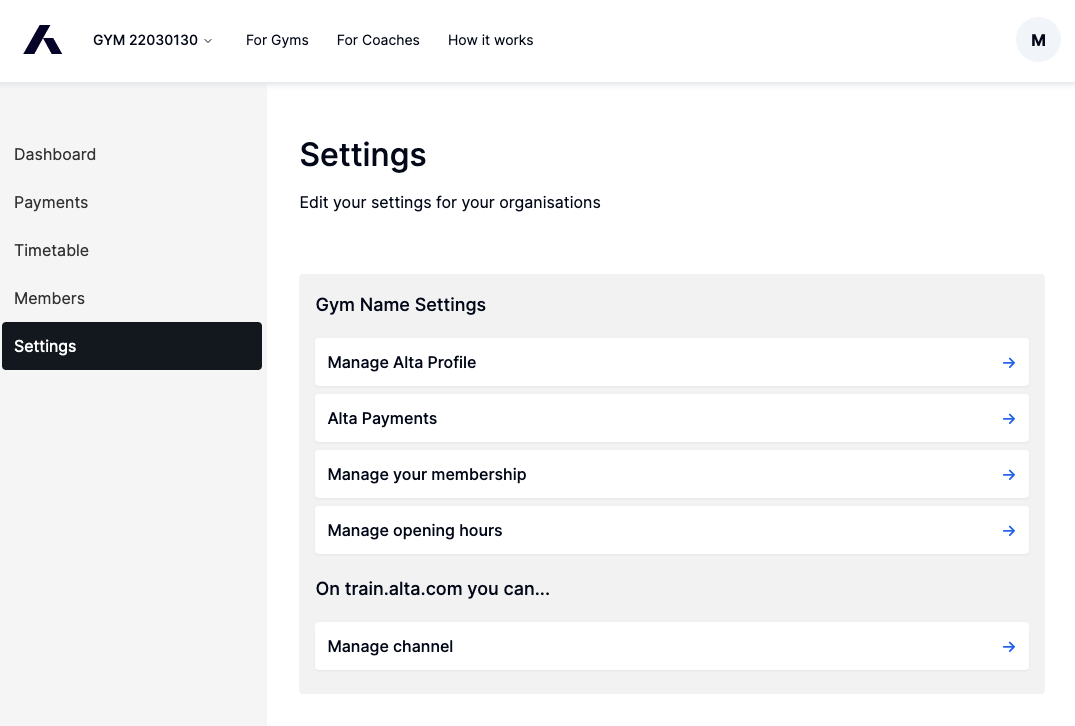 GYM 22030130
For Gyms
For Coaches
How it works
M
Dashboard
Payments
Timetable
Members
Settings
Settings
Edit your settings for your organisations
Gym Name Settings
Manage Alta Profile
Alta Payments
Manage your membership
Manage opening hours
On train.alta.com you can...
Manage channel